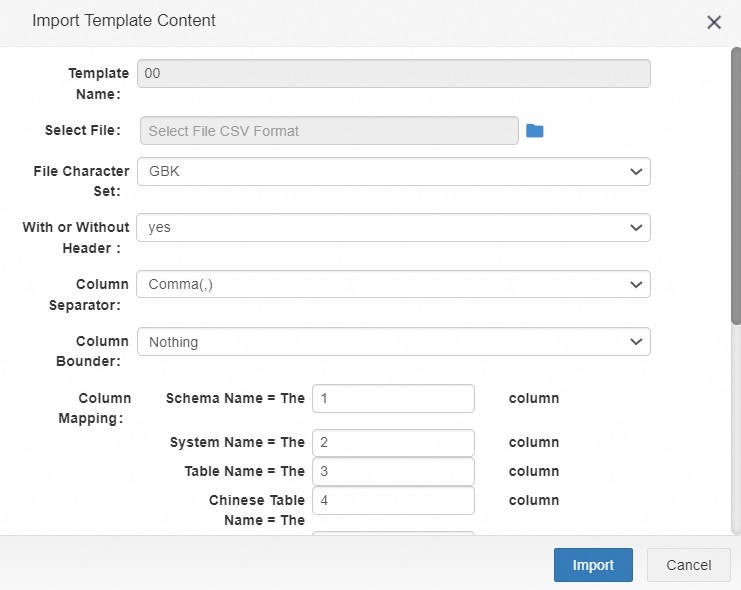 Import Template Content
Template
Name:
00
Select File:
Select File CSV Format
File Character
Set:
GBK
With or Without
Header :
yes
Column
Separator:
Comma(,)
Column
Bounder:
Nothing
Column
Mapping:
Schema Name = The 1 column
System Name = The 2 column
Table Name = The 3 column
Chinese Table
Name = The
4 column
Import Cancel